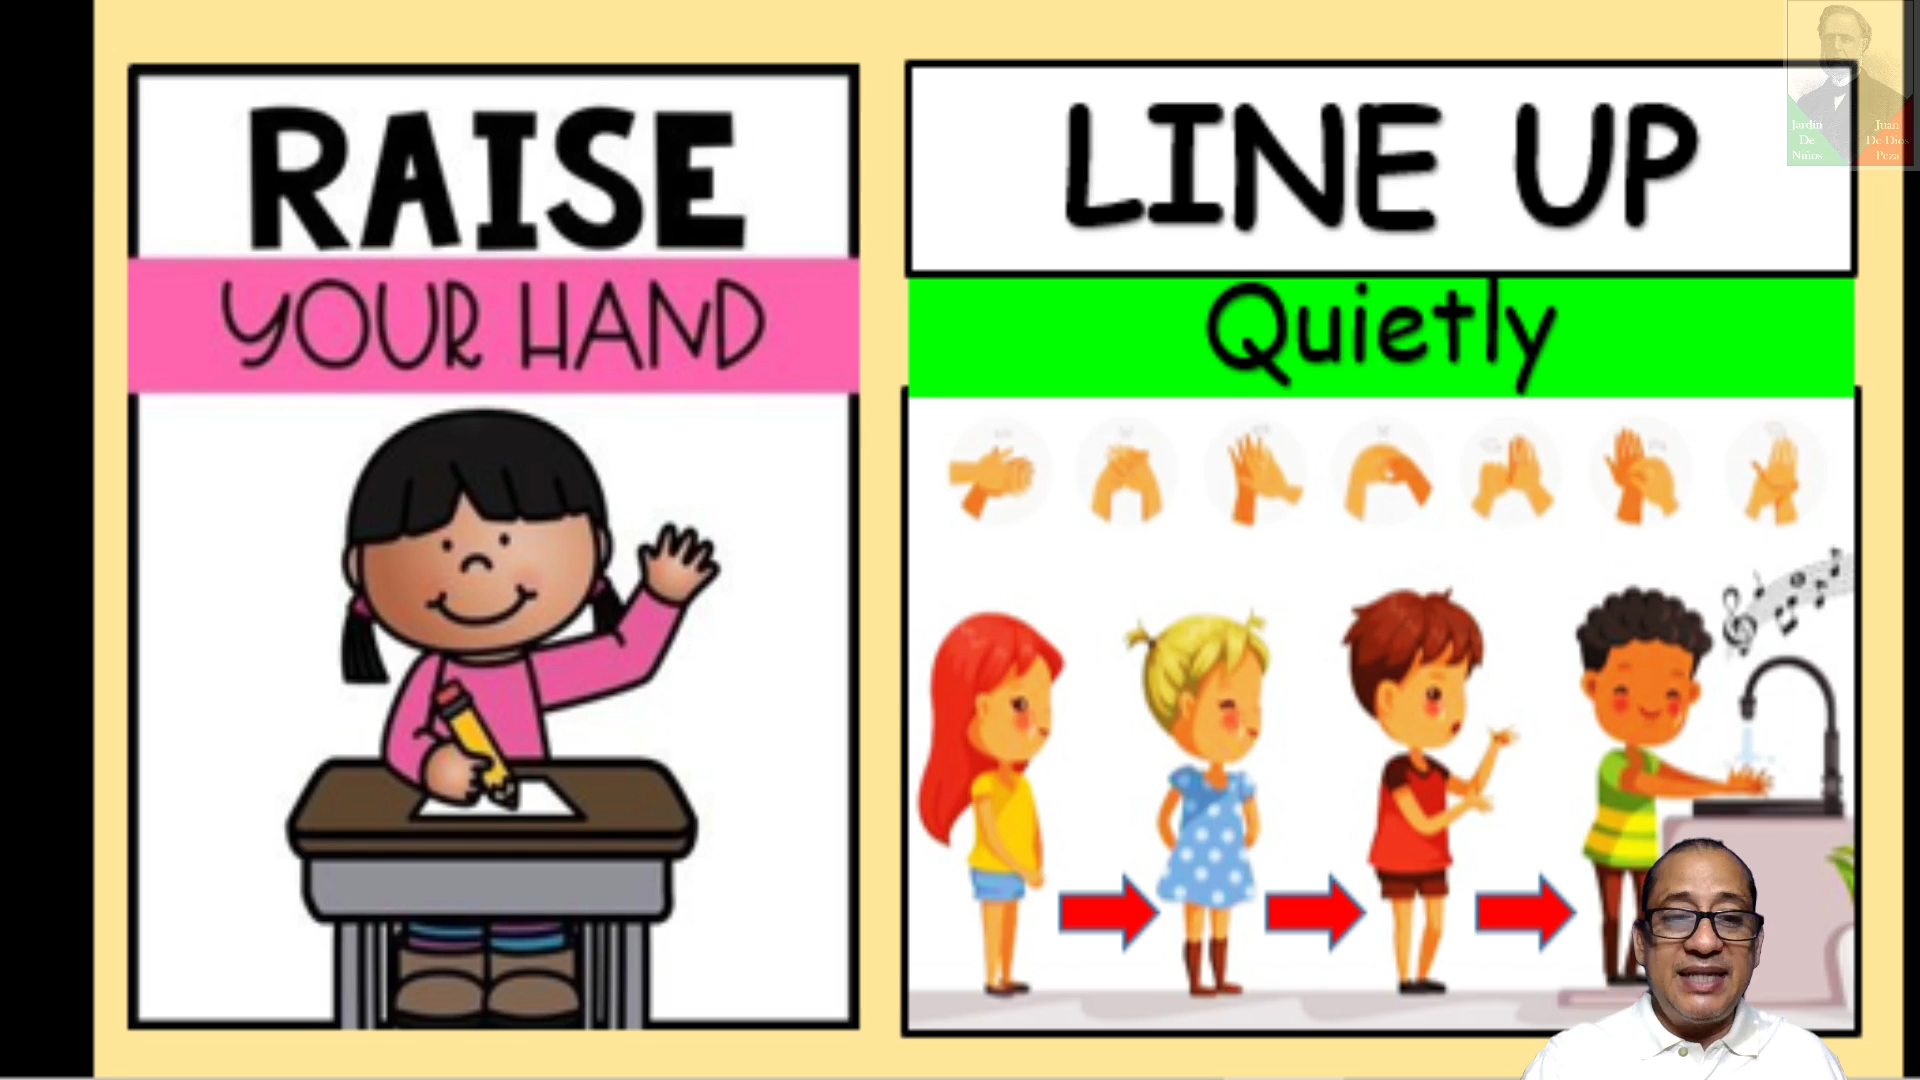 RAISE
YOUR HAND
LINE UP
Quietly
Jardín
De
Niños
Juan
De Dios
Peza